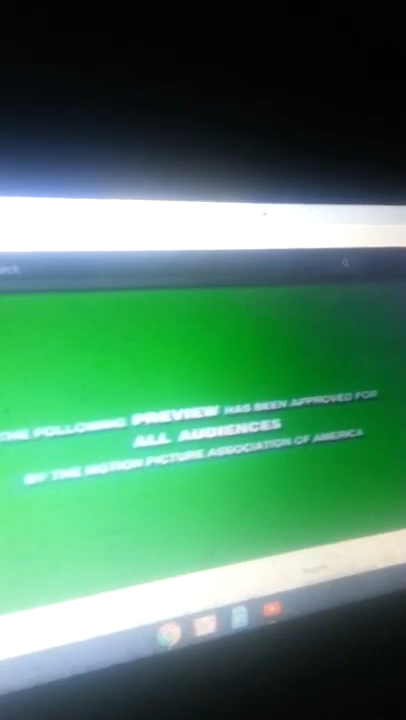 THE FOLLOWING PREVIEW HAS BEEN APPROVED FOR
ALL AUDIENCES
BY THE MOTION PICTURE ASSOCIATION OF AMERICA